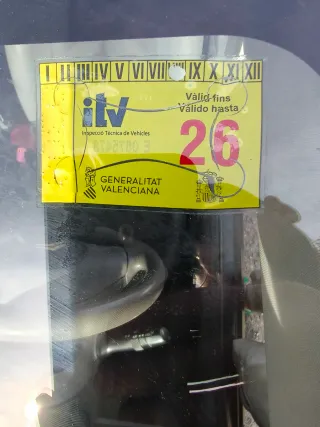 I II III IV V VI VII VIII IX X XI XII
itv
Inspecció Tècnica de Vehicles
Vàlid fins
Válido hasta
26
GENERALITAT
VALENCIANA